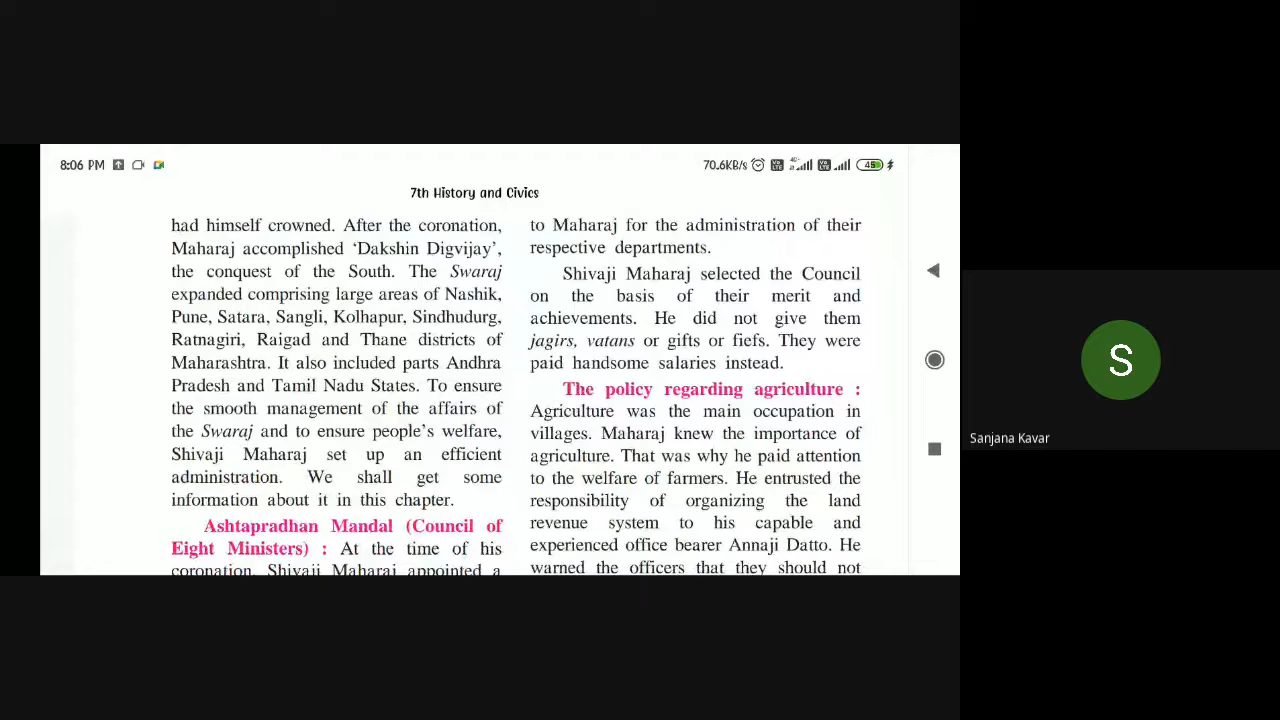 8:06 PM
70.6KB/s
45
7th History and Civics
had himself crowned. After the coronation,
Maharaj accomplished ‘Dakshin Digvijay’,
the conquest of the South. The Swaraj
expanded comprising large areas of Nashik,
Pune, Satara, Sangli, Kolhapur, Sindhudurg,
Ratnagiri, Raigad and Thane districts of
Maharashtra. It also included parts Andhra
Pradesh and Tamil Nadu States. To ensure
the smooth management of the affairs of
the Swaraj and to ensure people’s welfare,
Shivaji Maharaj set up an efficient
administration. We shall get some
information about it in this chapter.
Ashtapradhan Mandal (Council of
Eight Ministers) : At the time of his
coronation, Shivaji Maharaj appointed a
to Maharaj for the administration of their
respective departments.
Shivaji Maharaj selected the Council
on the basis of their merit and
achievements. He did not give them
jagirs, vatans or gifts or fiefs. They were
paid handsome salaries instead.
The policy regarding agriculture :
Agriculture was the main occupation in
villages. Maharaj knew the importance of
agriculture. That was why he paid attention
to the welfare of farmers. He entrusted the
responsibility of organizing the land
revenue system to his capable and
experienced office bearer Annaji Datto. He
warned the officers that they should not
S
Sanjana Kavar